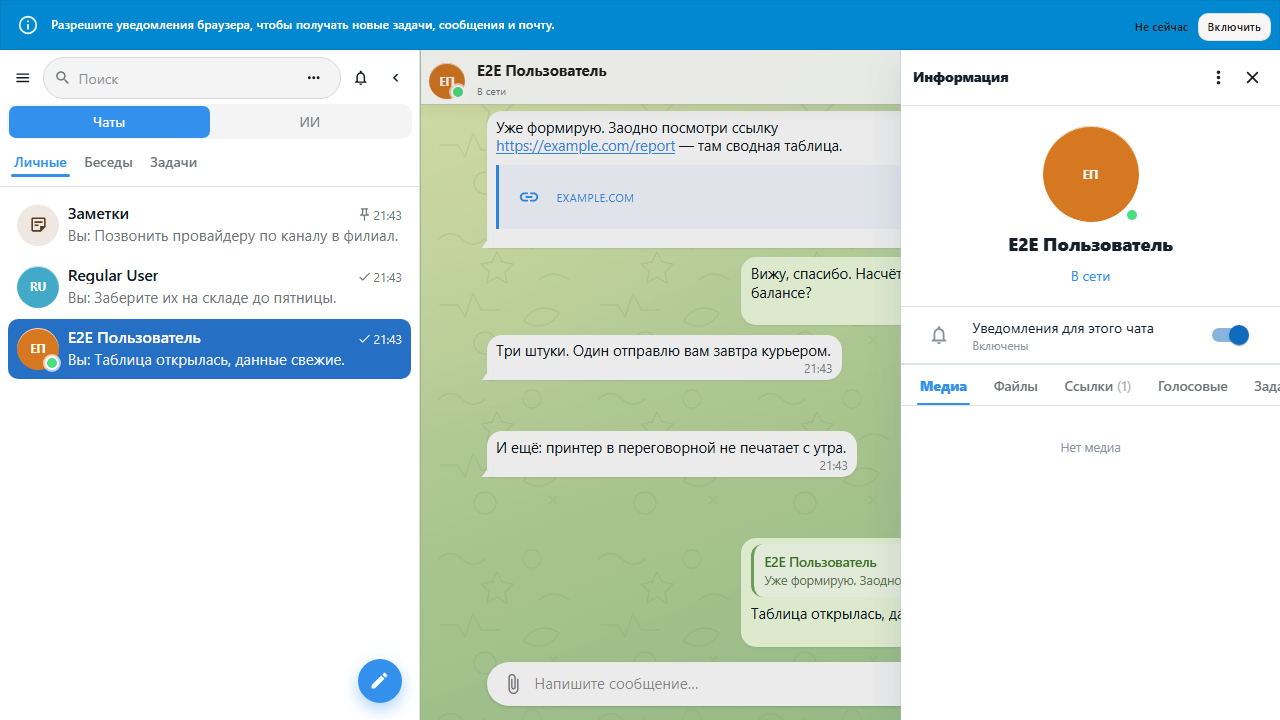 Разрешите уведомления браузера, чтобы получать новые задачи, сообщения и почту.
Не сейчас
Включить
Поиск
Чаты
ИИ
Личные
Беседы
Задачи
Заметки
21:43
Вы: Позвонить провайдеру по каналу в филиал.
RU
Regular User
21:43
Вы: Заберите их на складе до пятницы.
ЕП
E2E Пользователь
21:43
Вы: Таблица открылась, данные свежие.
ЕП
E2E Пользователь
В сети
Уже формирую. Заодно посмотри ссылку
https://example.com/report — там сводная таблица.
EXAMPLE.COM
Вижу, спасибо. Насчёт
балансе?
Три штуки. Один отправлю вам завтра курьером.
21:43
И ещё: принтер в переговорной не печатает с утра.
21:43
E2E Пользователь
Уже формирую. Заодно
Таблица открылась, да
Напишите сообщение...
Информация
ЕП
E2E Пользователь
В сети
Уведомления для этого чата
Включены
Медиа
Файлы
Ссылки (1)
Голосовые
Зада
Нет медиа